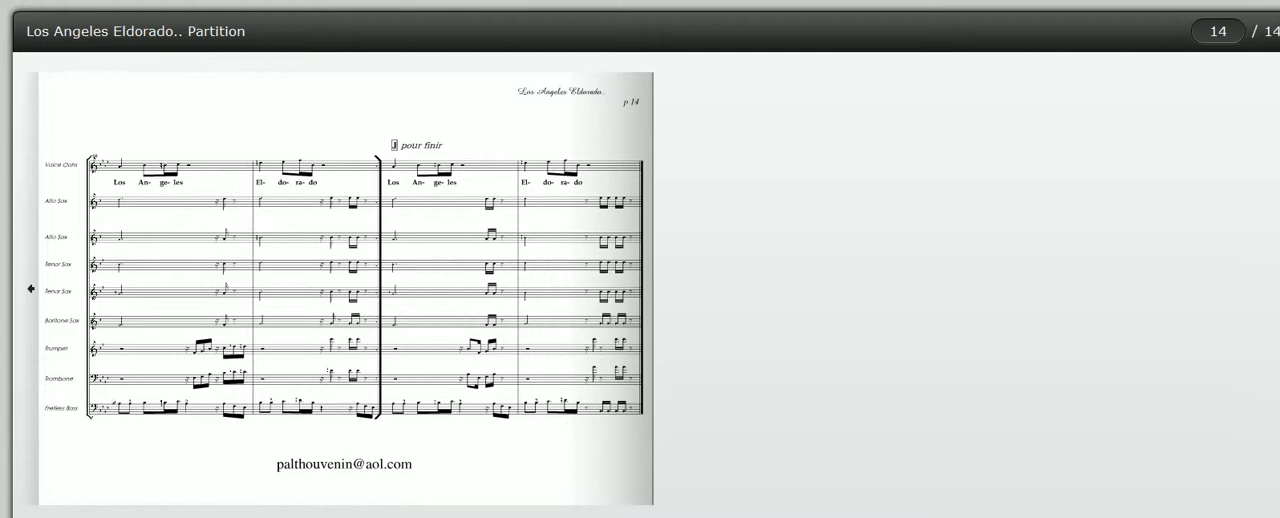 Los Angeles Eldorado.. Partition
14 / 14
Los Angeles Eldorado..
p 14
J pour finir
Voice Oohs
Los An- ge- les El- do- ra- do Los An- ge- les El- do- ra- do
Alto Sax
Alto Sax
Tenor Sax
Tenor Sax
Baritone Sax
Trumpet
Trombone
Fretless Bass
palthouvenin@aol.com